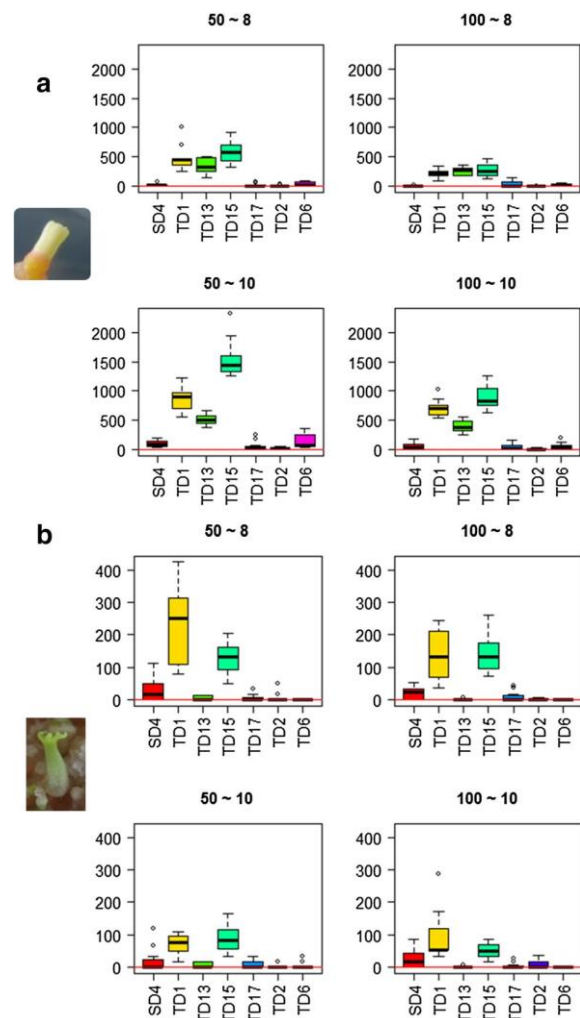 a
50 ~ 8
100 ~ 8
2000
1500
1000
500
0
SD4
TD1
TD13
TD15
TD17
TD2
TD6
2000
1500
1000
500
0
SD4
TD1
TD13
TD15
TD17
TD2
TD6
50 ~ 10
100 ~ 10
2000
1500
1000
500
0
SD4
TD1
TD13
TD15
TD17
TD2
TD6
2000
1500
1000
500
0
SD4
TD1
TD13
TD15
TD17
TD2
TD6
b
50 ~ 8
100 ~ 8
400
300
200
100
0
SD4
TD1
TD13
TD15
TD17
TD2
TD6
400
300
200
100
0
SD4
TD1
TD13
TD15
TD17
TD2
TD6
50 ~ 10
100 ~ 10
400
300
200
100
0
SD4
TD1
TD13
TD15
TD17
TD2
TD6
400
300
200
100
0
SD4
TD1
TD13
TD15
TD17
TD2
TD6